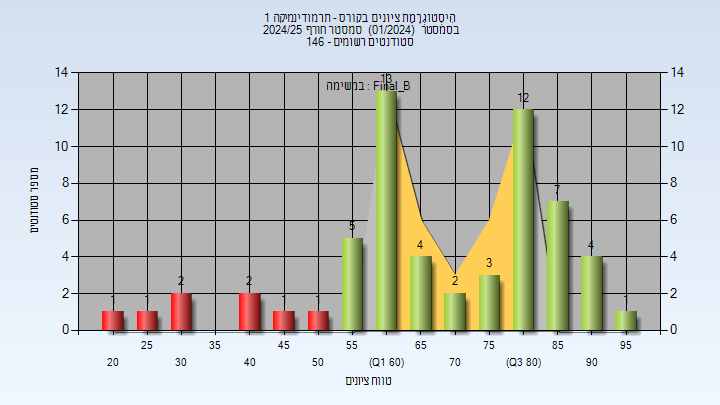 היסטוגרמת ציונים בקורס - תרמודינמיקה 1
בסמסטר (01/2024) סמסטר חורף 2024/25
סטודנטים רשומים - 146
במשימה : Final_B
מספר סטודנטים
14 14
12 12
10 10
8 8
6 6
4 4
2 2
0 0
1 1 2 2 1 1 5 13 4 2 3 12 7 4 1
25 35 45 55 65 75 85 95
20 30 40 50 (Q1 60) 70 (Q3 80) 90
טווח ציונים